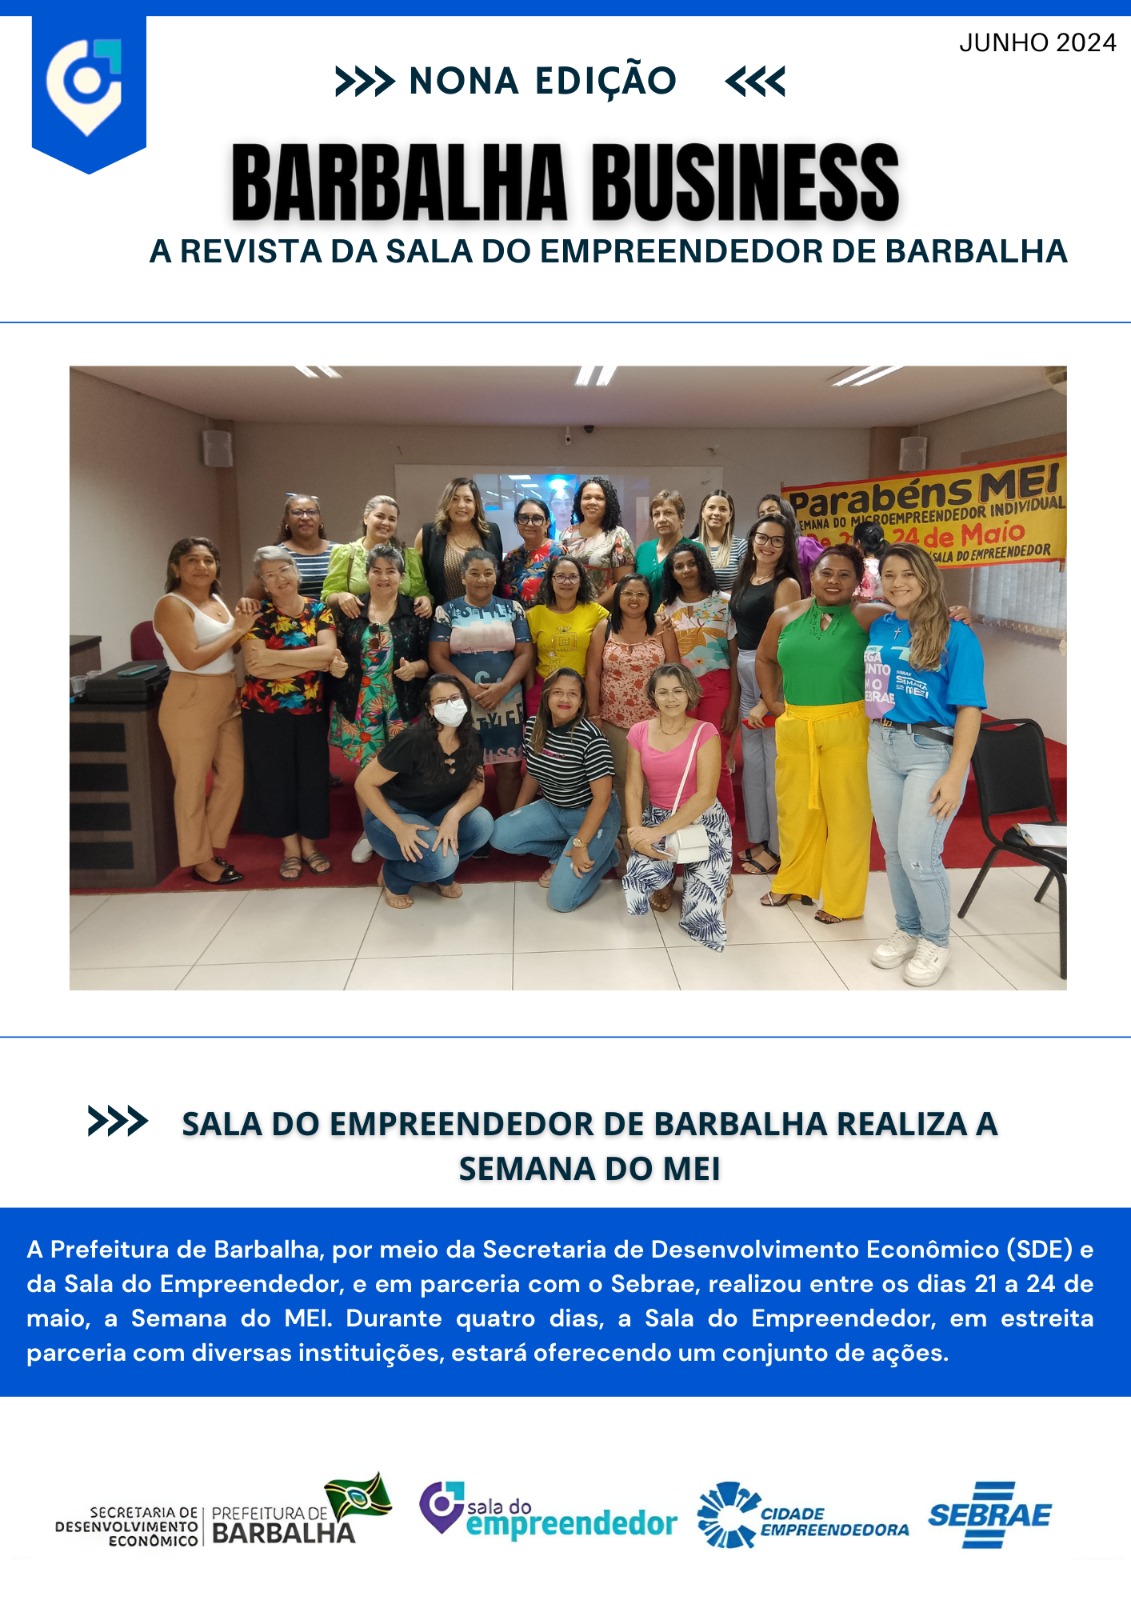 JUNHO 2024
>>> NONA EDIÇÃO <<<
BARBALHA BUSINESS
A REVISTA DA SALA DO EMPREENDEDOR DE BARBALHA
Parabéns MEI
SEMANA DO MICROEMPREENDEDOR INDIVIDUAL
24 de Maio
SALA DO EMPREENDEDOR
SEBRAE
SEMANA
DO MEI
>>> SALA DO EMPREENDEDOR DE BARBALHA REALIZA A
SEMANA DO MEI
A Prefeitura de Barbalha, por meio da Secretaria de Desenvolvimento Econômico (SDE) e
da Sala do Empreendedor, e em parceria com o Sebrae, realizou entre os dias 21 a 24 de
maio, a Semana do MEI. Durante quatro dias, a Sala do Empreendedor, em estreita
parceria com diversas instituições, estará oferecendo um conjunto de ações.
SECRETARIA DE
DESENVOLVIMENTO
ECONÔMICO
PREFEITURA DE
BARBALHA
sala do
empreendedor
CIDADE
EMPREENDEDORA
SEBRAE